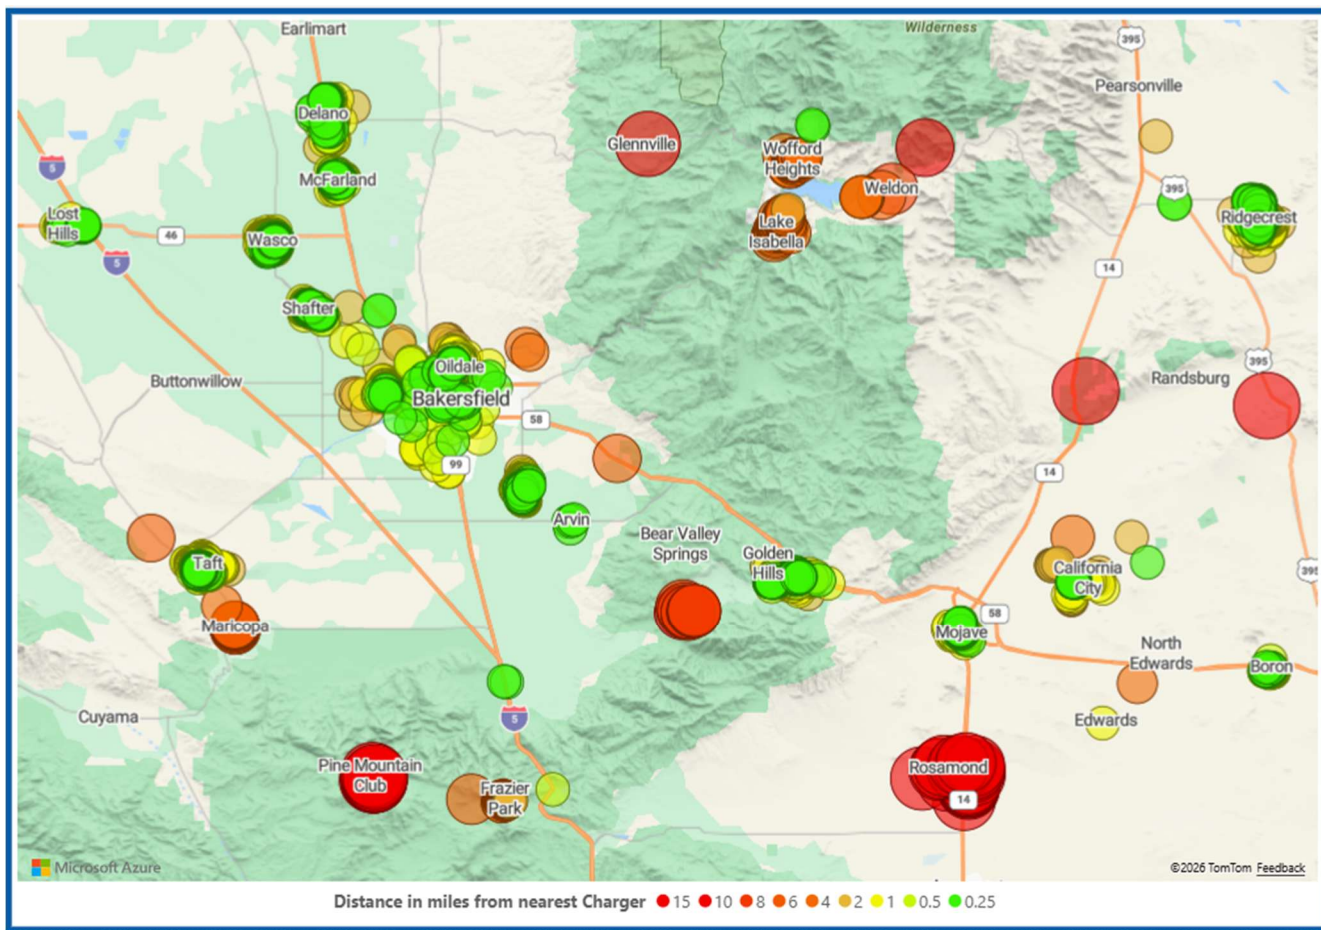 Earlimart
Wilderness
395
Pearsonville
Delano
Glennville
Wofford
Heights
5
McFarland
Weldon
395
Lost
Hills
46
Wasco
Lake
Isabella
Ridgecrest
5
14
Shafter
Oildale
395
Buttonwillow
Bakersfield
Randsburg
58
99
14
Arvin
Bear Valley
Springs
Golden
Hills
Taft
California
City
395
Maricopa
Mojave
58
North
Edwards
Boron
Cuyama
5
Edwards
Pine Mountain
Club
Rosamond
Frazier
Park
14
Microsoft Azure
©2026 TomTom Feedback
Distance in miles from nearest Charger 15 10 8 6 4 2 1 0.5 0.25